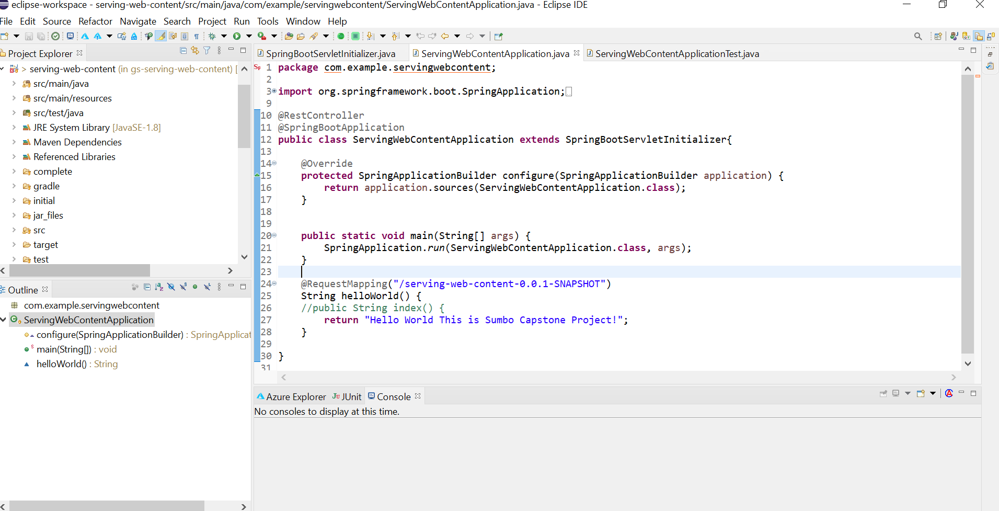 eclipse-workspace - serving-web-content/src/main/java/com/example/servingwebcontent/ServingWebContentApplication.java - Eclipse IDE
File Edit Source Refactor Navigate Search Project Run Tools Window Help
Project Explorer
> serving-web-content (in gs-serving-web-content) [
src/main/java
src/main/resources
src/test/java
JRE System Library [JavaSE-1.8]
Maven Dependencies
Referenced Libraries
complete
gradle
initial
jar_files
src
target
test
Outline
com.example.servingwebcontent
ServingWebContentApplication
configure(SpringApplicationBuilder) : SpringApplicat
main(String[]) : void
helloWorld() : String
SpringBootServletInitializer.java ServingWebContentApplication.java ServingWebContentApplicationTest.java
1 package com.example.servingwebcontent;
2
3 import org.springframework.boot.SpringApplication;
9
10 @RestController
11 @SpringBootApplication
12 public class ServingWebContentApplication extends SpringBootServletInitializer{
13
14 @Override
15 protected SpringApplicationBuilder configure(SpringApplicationBuilder application) {
16 return application.sources(ServingWebContentApplication.class);
17 }
18
19
20 public static void main(String[] args) {
21 SpringApplication.run(ServingWebContentApplication.class, args);
22 }
23
24 @RequestMapping("/serving-web-content-0.0.1-SNAPSHOT")
25 String helloWorld() {
26 //public String index() {
27 return "Hello World This is Sumbo Capstone Project!";
28 }
29
30 }
31
Azure Explorer JUnit Console
No consoles to display at this time.